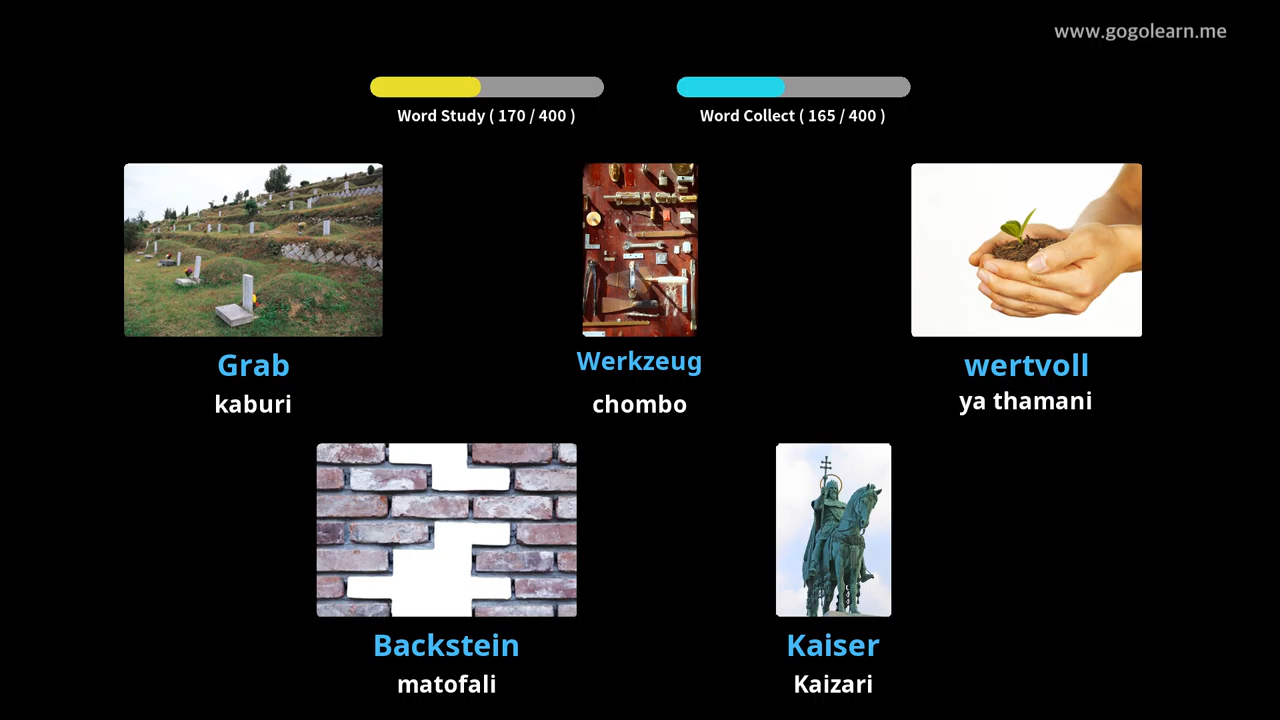 www.gogolearn.me
Word Study ( 170 / 400 )
Word Collect ( 165 / 400 )
Grab
kaburi
Werkzeug
chombo
wertvoll
ya thamani
Backstein
matofali
Kaiser
Kaizari